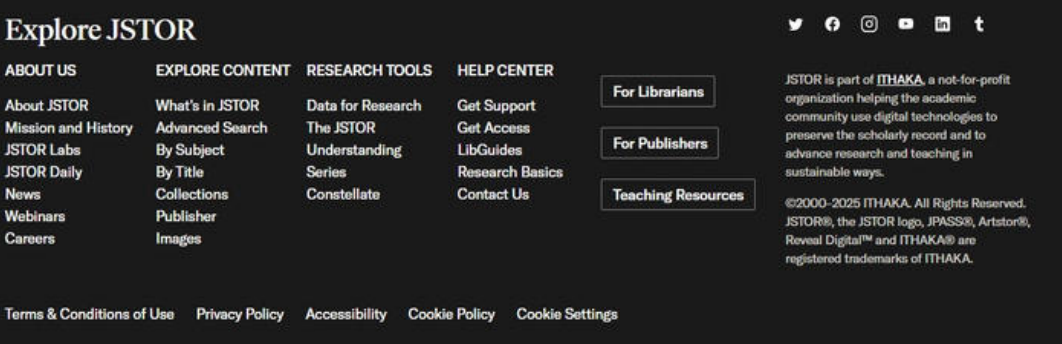 Explore JSTOR
ABOUT US
About JSTOR
Mission and History
JSTOR Labs
JSTOR Daily
News
Webinars
Careers
EXPLORE CONTENT
What's in JSTOR
Advanced Search
By Subject
By Title
Collections
Publisher
Images
RESEARCH TOOLS
Data for Research
The JSTOR
Understanding
Series
Constellate
HELP CENTER
Get Support
Get Access
LibGuides
Research Basics
Contact Us
For Librarians
For Publishers
Teaching Resources
JSTOR is part of ITHAKA, a not-for-profit
organization helping the academic
community use digital technologies to
preserve the scholarly record and to
advance research and teaching in
sustainable ways.
©2000-2025 ITHAKA. All Rights Reserved.
JSTOR®, the JSTOR logo, JPASS®, Artstor®,
Reveal Digital™ and ITHAKA® are
registered trademarks of ITHAKA.
Terms & Conditions of Use Privacy Policy Accessibility Cookie Policy Cookie Settings